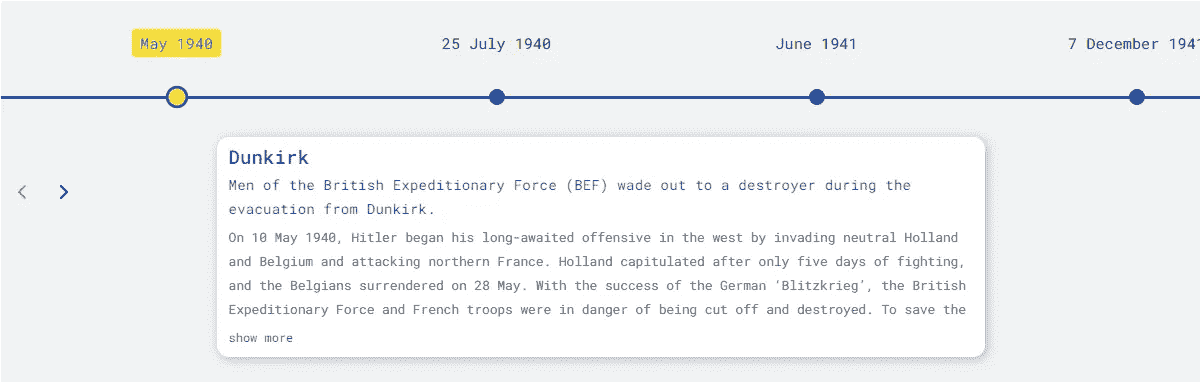 May 1940
25 July 1940
June 1941
7 December 1941
Dunkirk
Men of the British Expeditionary Force (BEF) wade out to a destroyer during the
evacuation from Dunkirk.
On 10 May 1940, Hitler began his long-awaited offensive in the west by invading neutral Holland
and Belgium and attacking northern France. Holland capitulated after only five days of fighting,
and the Belgians surrendered on 28 May. With the success of the German ‘Blitzkrieg’, the British
Expeditionary Force and French troops were in danger of being cut off and destroyed. To save the
show more